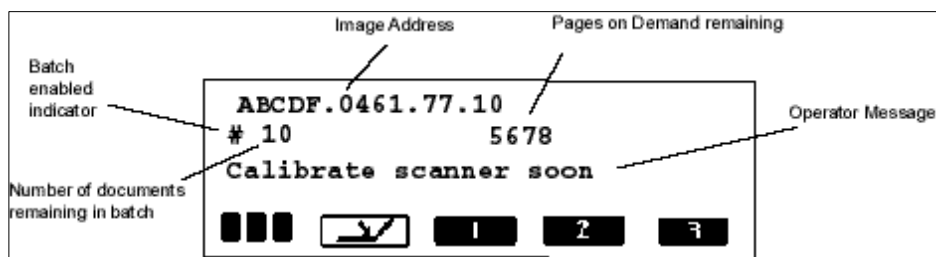 Image Address
Pages on Demand remaining
Batch
enabled
indicator
ABCDF.0461.77.10
Operator Message
# 10 5678
Calibrate scanner soon
Number of documents
remaining in batch
1 2 3